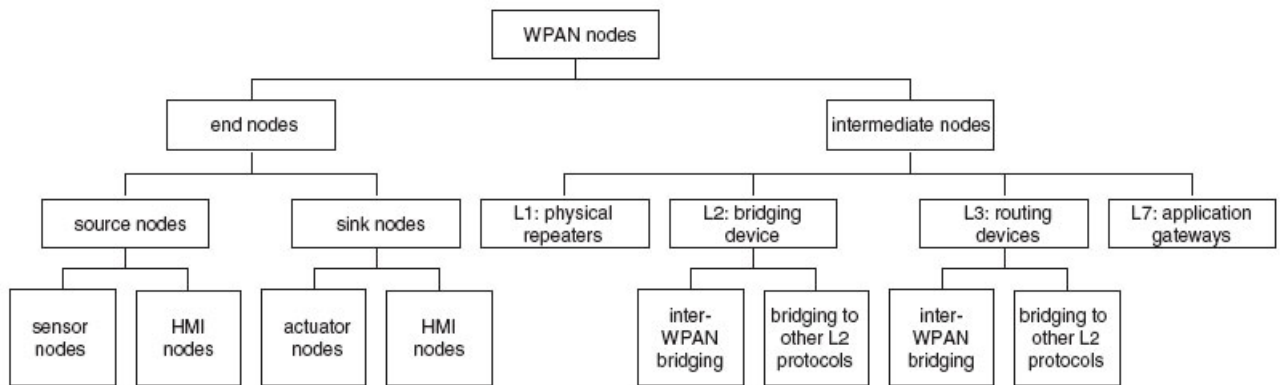 WPAN nodes
end nodes
intermediate nodes
source nodes
sink nodes
L1: physical
repeaters
L2: bridging
device
L3: routing
devices
L7: application
gateways
sensor
nodes
HMI
nodes
actuator
nodes
HMI
nodes
inter-
WPAN
bridging
bridging to
other L2
protocols
inter-
WPAN
bridging
bridging to
other L2
protocols